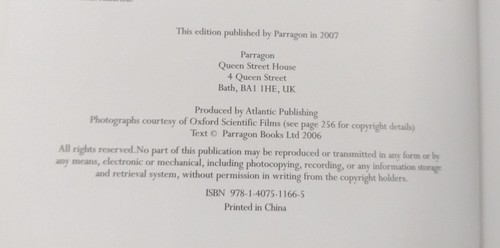 This edition published by Parragon in 2007
Parragon
Queen Street House
4 Queen Street
Bath, BA1 1HE, UK
Produced by Atlantic Publishing
Photographs courtesy of Oxford Scientific Films (see page 256 for copyright details)
Text © Parragon Books Ltd 2006
All rights reserved.No part of this publication may be reproduced or transmitted in any form or by
any means, electronic or mechanical, including photocopying, recording, or any information storage
and retrieval system, without permission in writing from the copyright holders.
ISBN 978-1-4075-1166-5
Printed in China